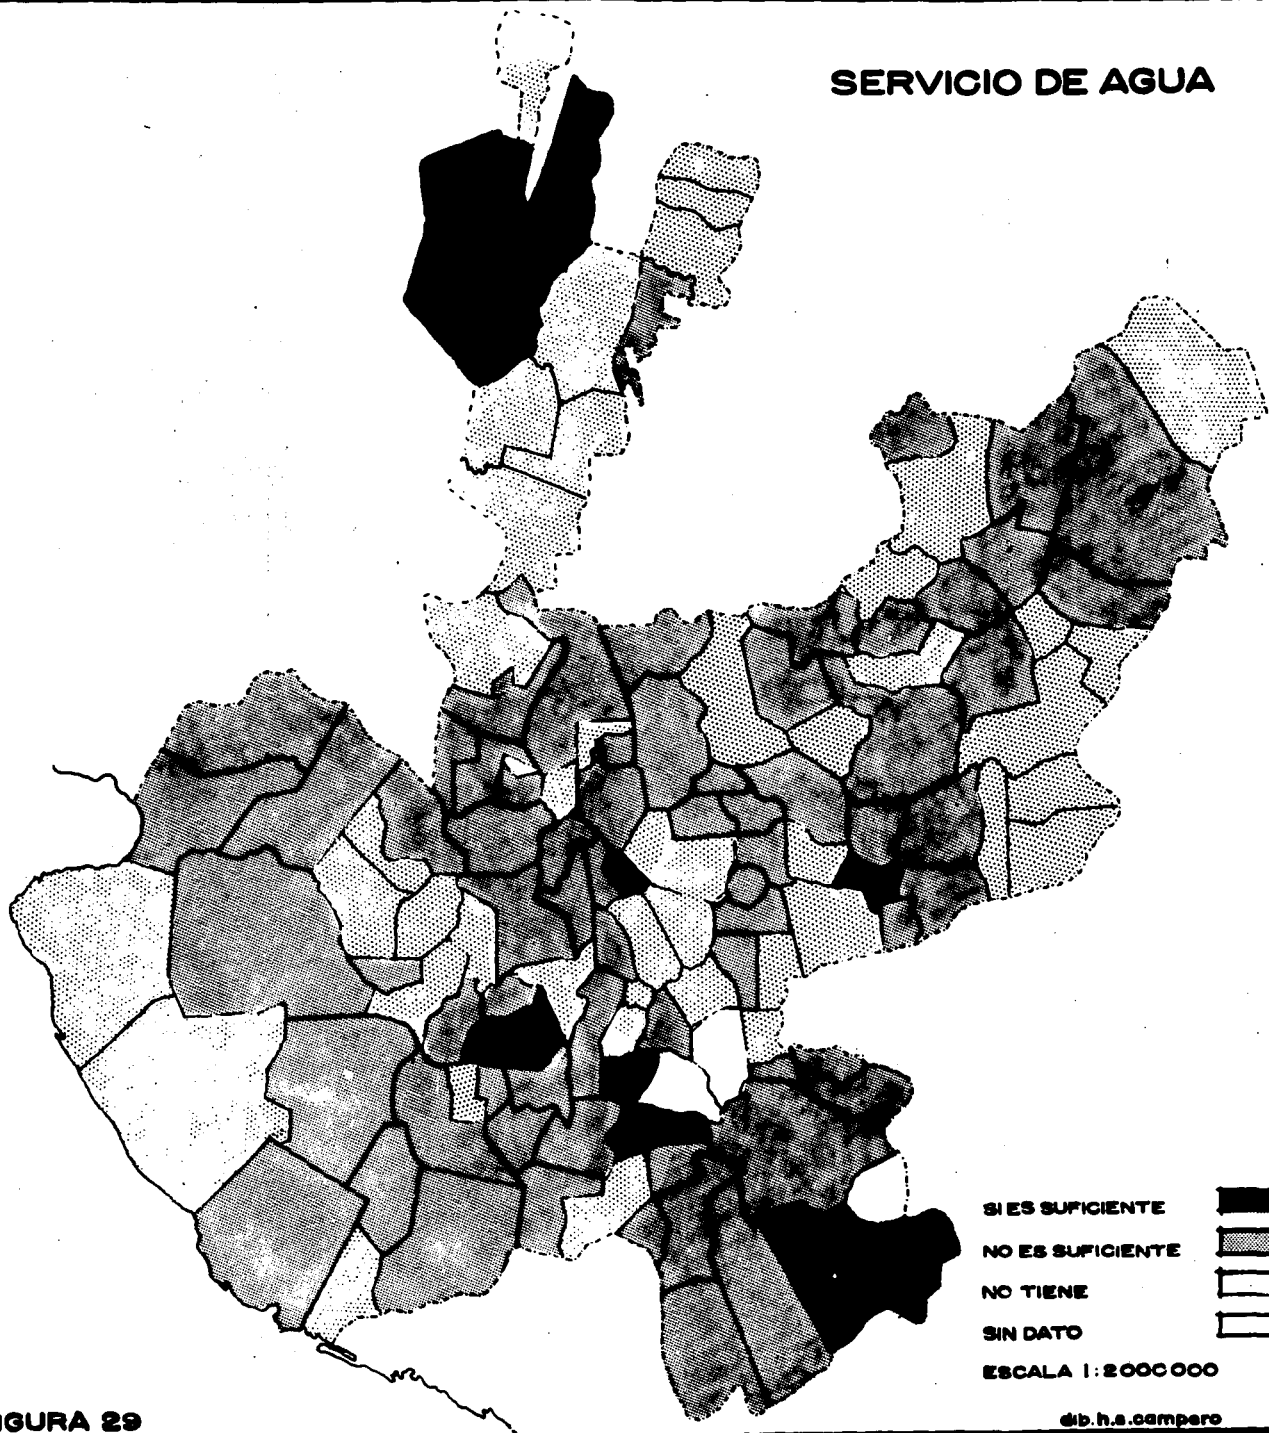 SERVICIO DE AGUA
SI ES SUFICIENTE
NO ES SUFICIENTE
NO TIENE
SIN DATO
ESCALA 1:2000000
IGURA 29
dib.h.s.campero